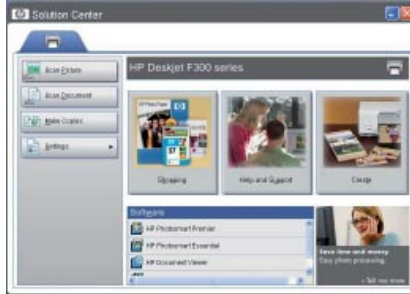 Solution Center
HP Deskjet F300 series
Scan Picture
Scan Document
Make Copies
Settings
Shopping
Help and Support
Create
Software
HP Photosmart Premier
HP Photosmart Essential
HP Document Viewer
Save time and money.
Easy photo processing.
Tell me more